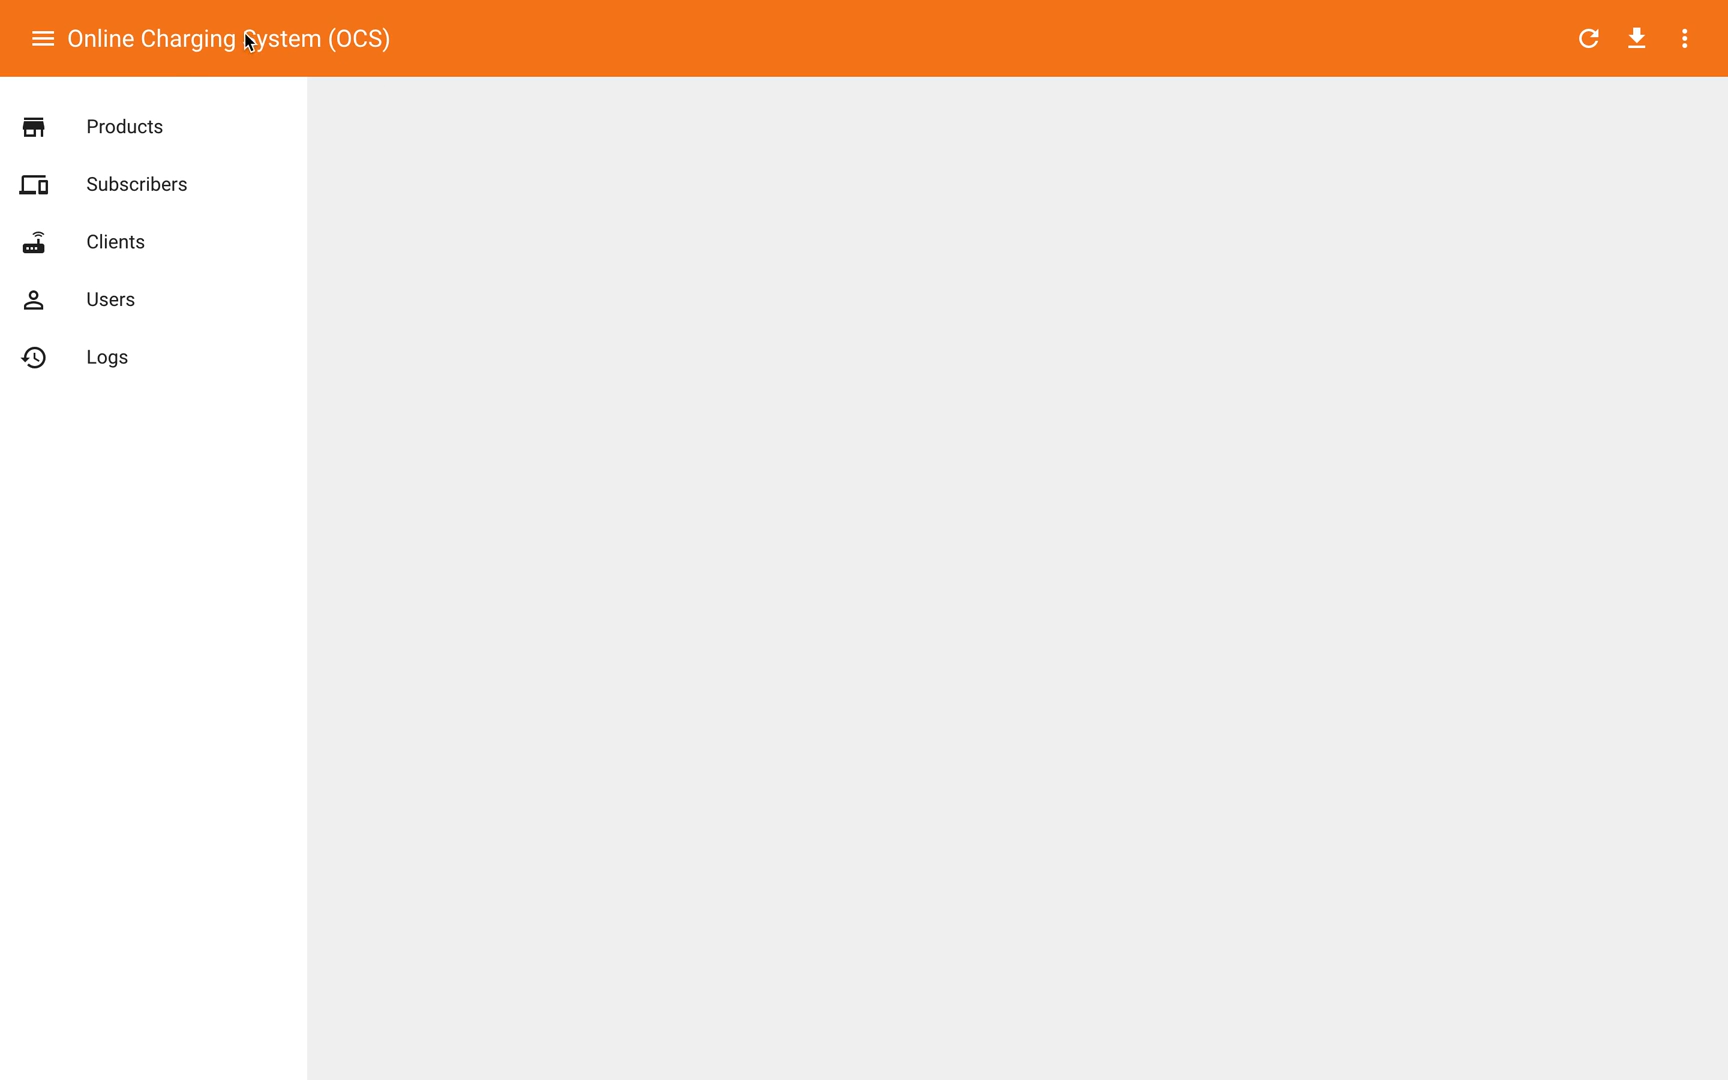 Online Charging System (OCS)
Products
Subscribers
Clients
Users
Logs